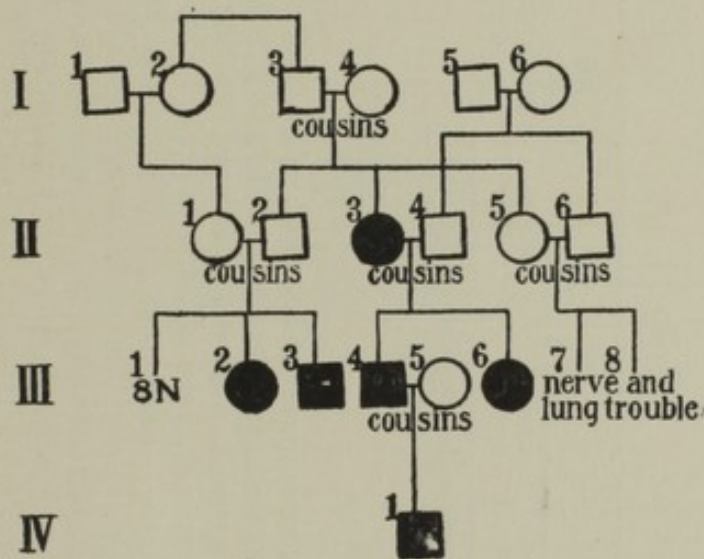 I 1 2 3 4 5 6
cousins
II 1 2 3 4 5 6
cousins cousins cousins
III 1 2 3 4 5 6 7 8
8N nerve and
cousins lung trouble
IV 1